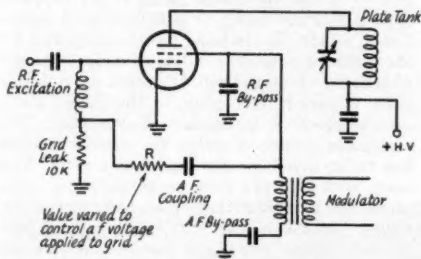 Plate Tank
R.F.
Excitation
R F
By-pass
Grid
Leak
10K
R
A F.
Coupling
+ H.V
Modulator
Value varied to
control a f voltage
applied to grid
A.F By-pass